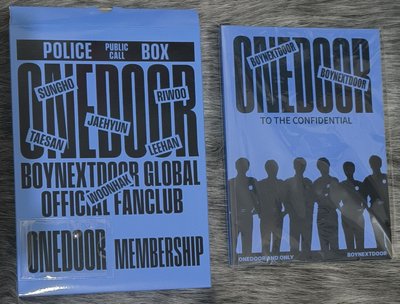 POLICE PUBLIC CALL BOX
ONEDOOR
SUNGHO
RIWOO
JAEHYUN
TAESAN
LEEHAN
WOONHAK
BOYNEXTDOOR GLOBAL
OFFICIAL FANCLUB
ONEDOOR MEMBERSHIP
ONEDOOR
BOYNEXTDOOR
BOYNEXTDOOR
TO THE CONFIDENTIAL
ONEDOOR AND ONLY
BOYNEXTDOOR